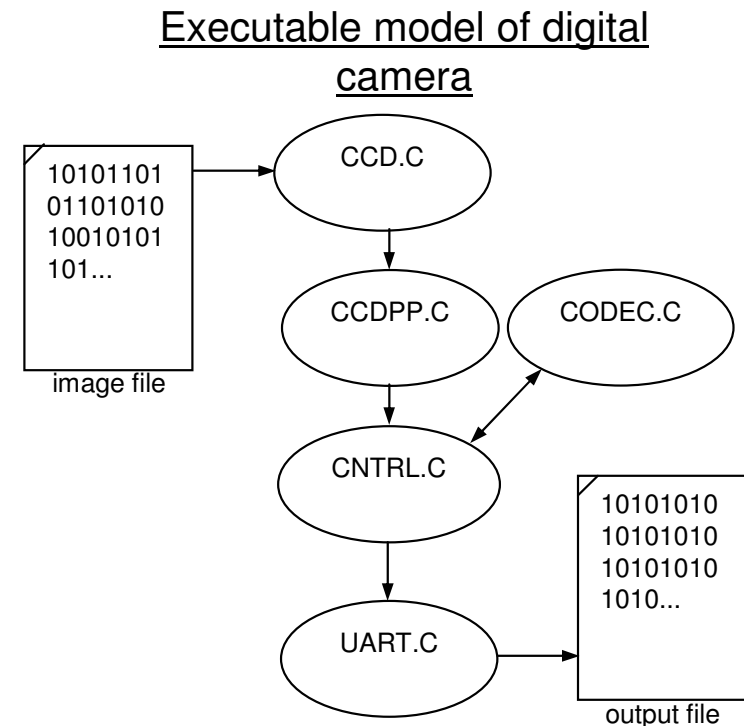 Executable model of digital
camera
CCD.C
10101101
01101010
10010101
101...
image file
CCDPP.C
CODEC.C
CNTRL.C
10101010
10101010
10101010
1010...
output file
UART.C